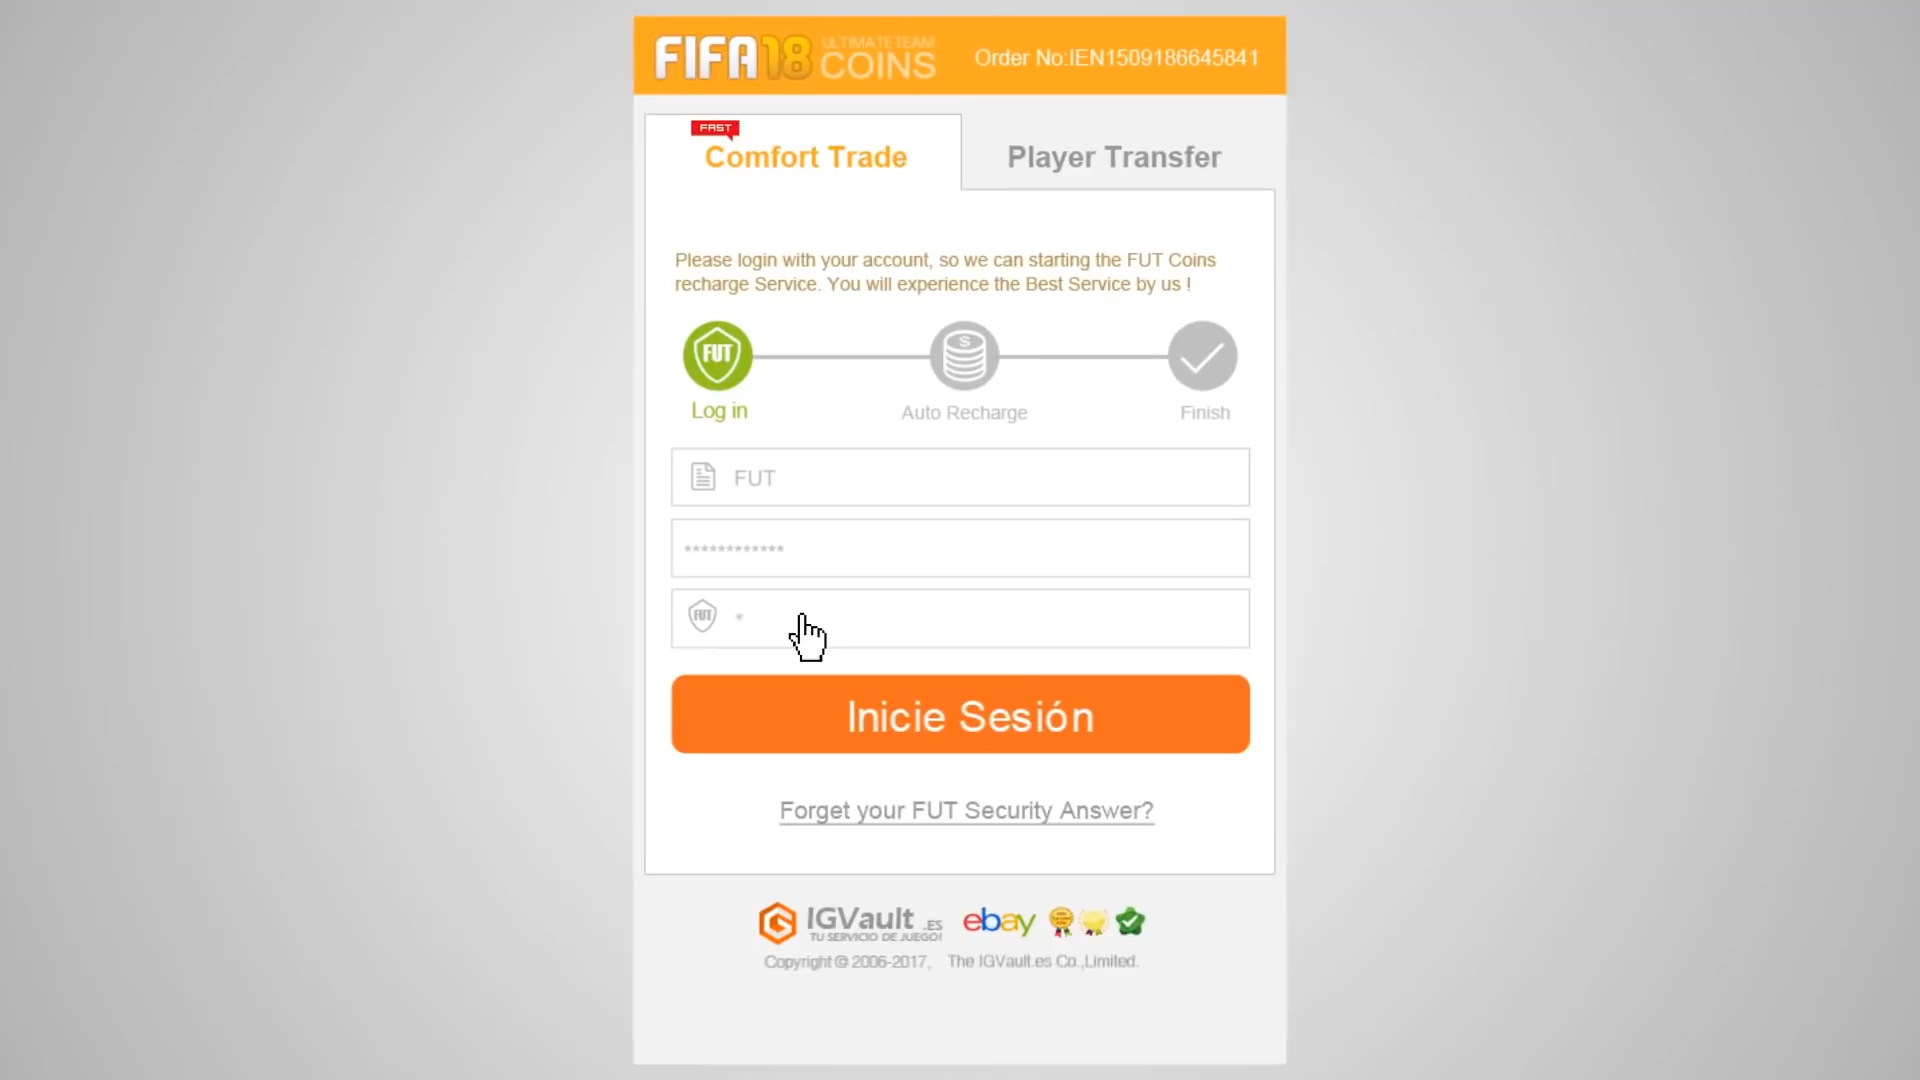 FIFA 18 ULTIMATE TEAM COINS
Order No:IEN1509186645841
FAST
Comfort Trade
Player Transfer
Please login with your account, so we can starting the FUT Coins
recharge Service. You will experience the Best Service by us !
FUT
Log in
Auto Recharge
Finish
FUT
************
FUT *
Inicie Sesión
Forget your FUT Security Answer?
IGVault.ES
TU SERVICIO DE JUEGO!
ebay
Copyright © 2006-2017, The IGVault.es Co.,Limited.